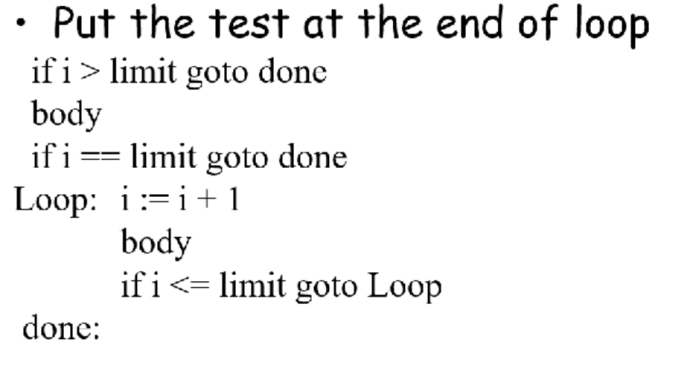 • Put the test at the end of loop
if i > limit goto done
body
if i == limit goto done
Loop: i := i + 1
body
if i <= limit goto Loop
done: